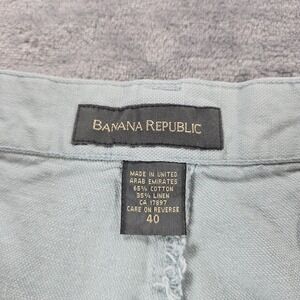 BANANA REPUBLIC
MADE IN UNITED
ARAB EMIRATES
65% COTTON
35% LINEN
CA 17897
CARE ON REVERSE
40